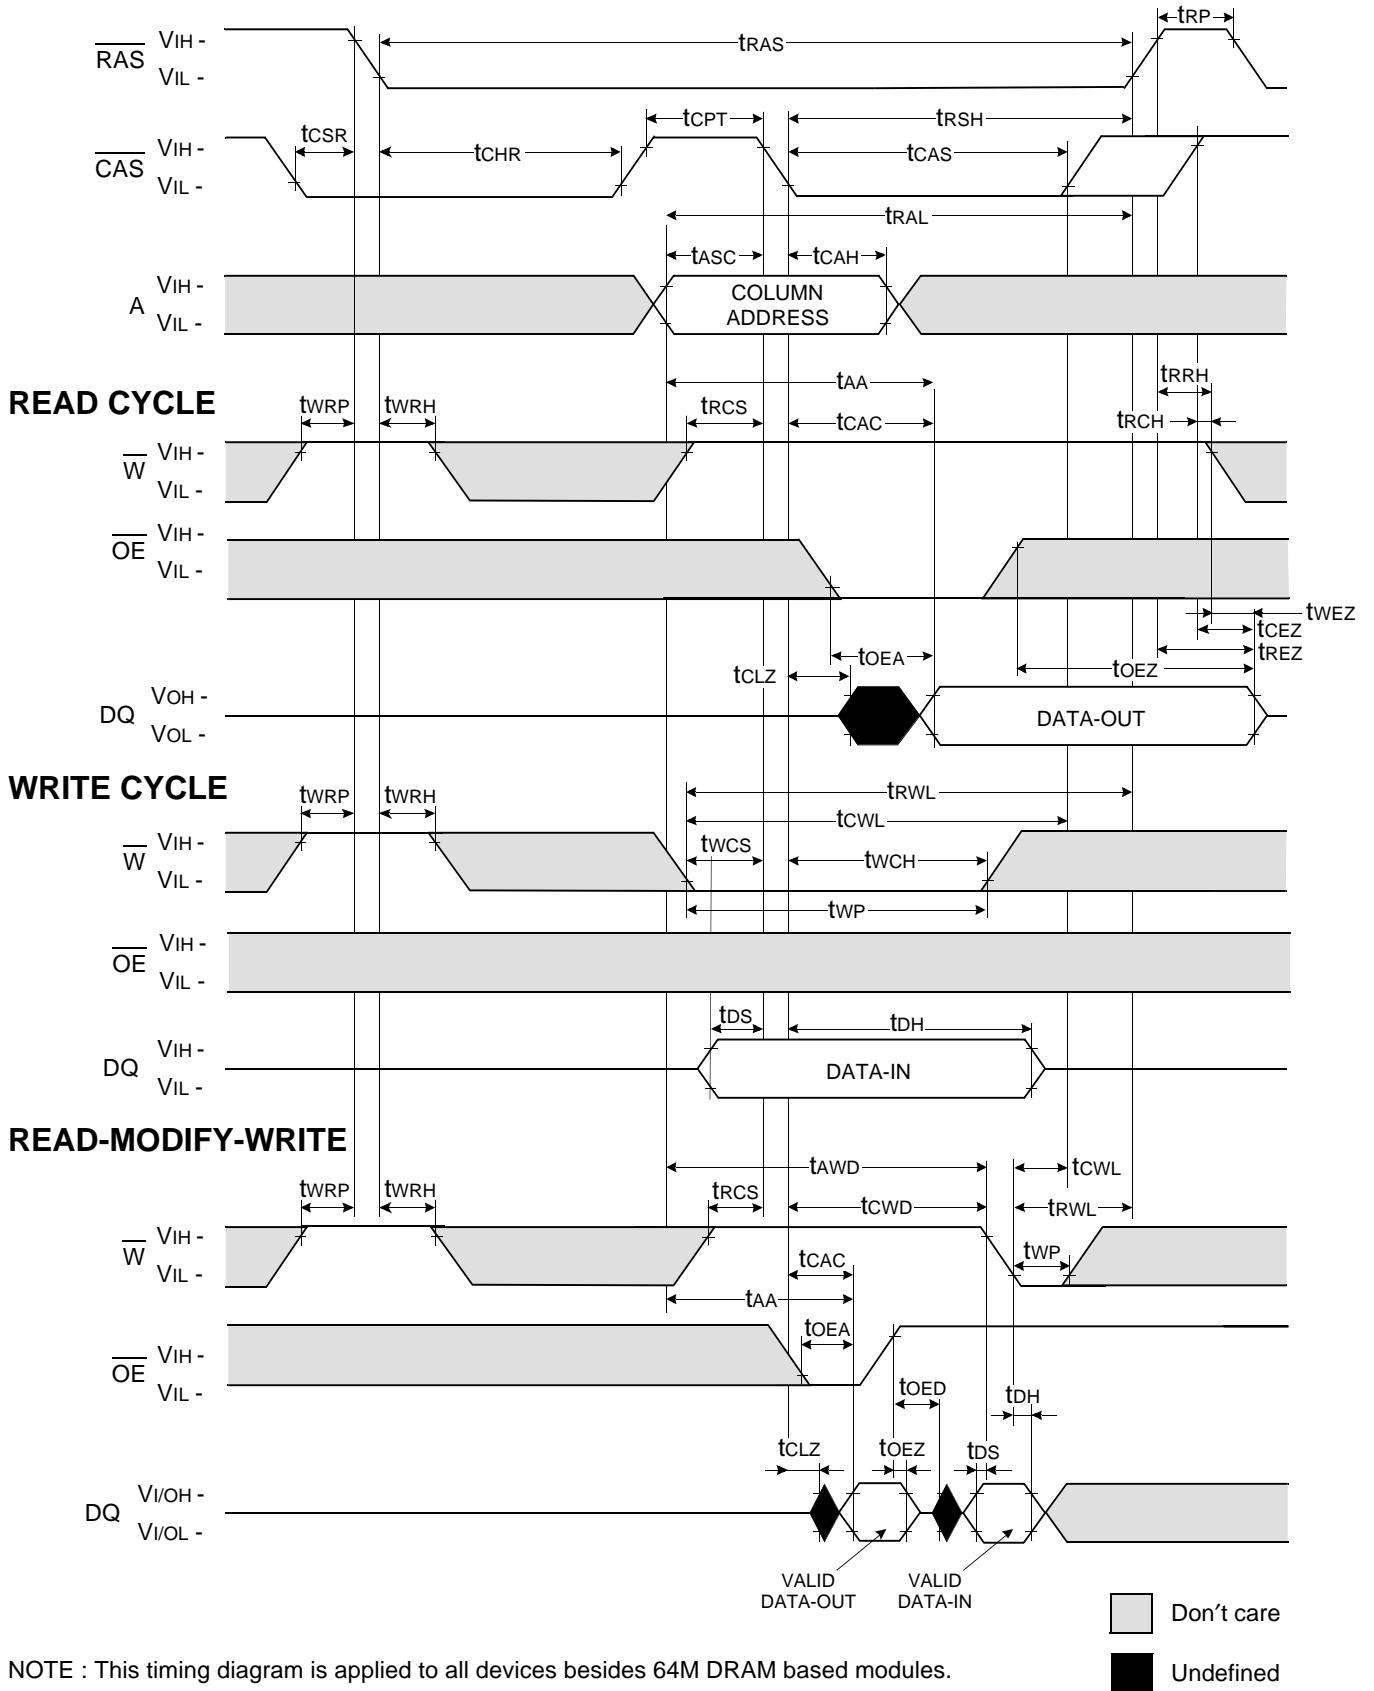 tRP
RAS VIH -
VIL -
tRAS
tCPT tRSH
tCSR
CAS VIH -
VIL -
tCHR tCAS
tRAL
tASC tCAH
A VIH -
VIL -
COLUMN
ADDRESS
tAA tRRH
READ CYCLE
tWRP tWRH tRCS tCAC tRCH
W VIH -
VIL -
OE VIH -
VIL -
tWEZ
tCEZ
tOEA tREZ
tCLZ tOEZ
DQ VOH -
VOL -
DATA-OUT
WRITE CYCLE
tRWL
tWRP tWRH tCWL
W VIH -
VIL -
tWCS tWCH
tWP
OE VIH -
VIL -
tDS tDH
DQ VIH -
VIL -
DATA-IN
READ-MODIFY-WRITE
tAWD tCWL
tWRP tWRH tRCS tCWD tRWL
W VIH -
VIL -
tCAC tWP
tAA
tOEA
OE VIH -
VIL -
tOED tDH
tCLZ tOEZ tDS
DQ VI/OH -
VI/OL -
VALID
DATA-OUT
VALID
DATA-IN
Don't care
NOTE : This timing diagram is applied to all devices besides 64M DRAM based modules.
Undefined